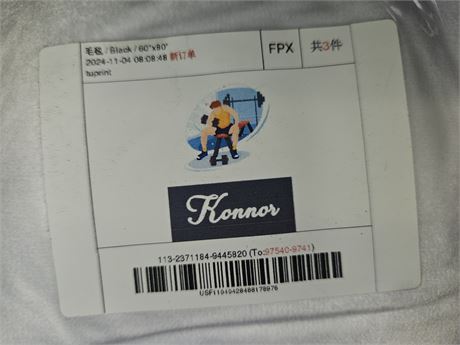 毛毯 / Black / 60"x80"
2024-11-04 08:08:48 新订单
tuprint
FPX
共3件
Konnor
113-2371184-9445820 (To:97540-9741)
USF11949428468178976